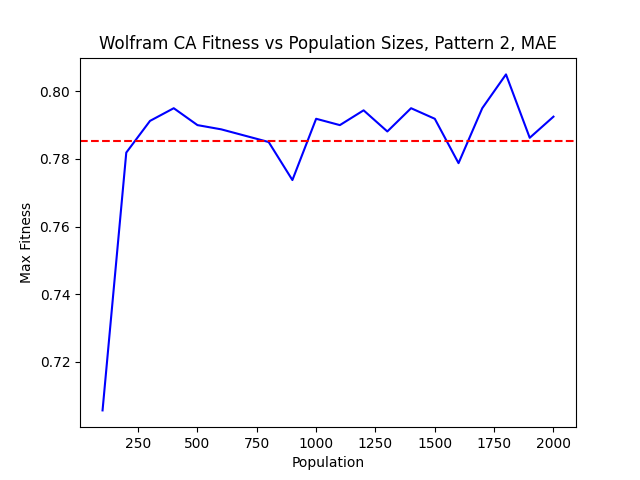 Wolfram CA Fitness vs Population Sizes, Pattern 2, MAE
0.80
0.78
0.76
0.74
0.72
Max Fitness
250 500 750 1000 1250 1500 1750 2000
Population